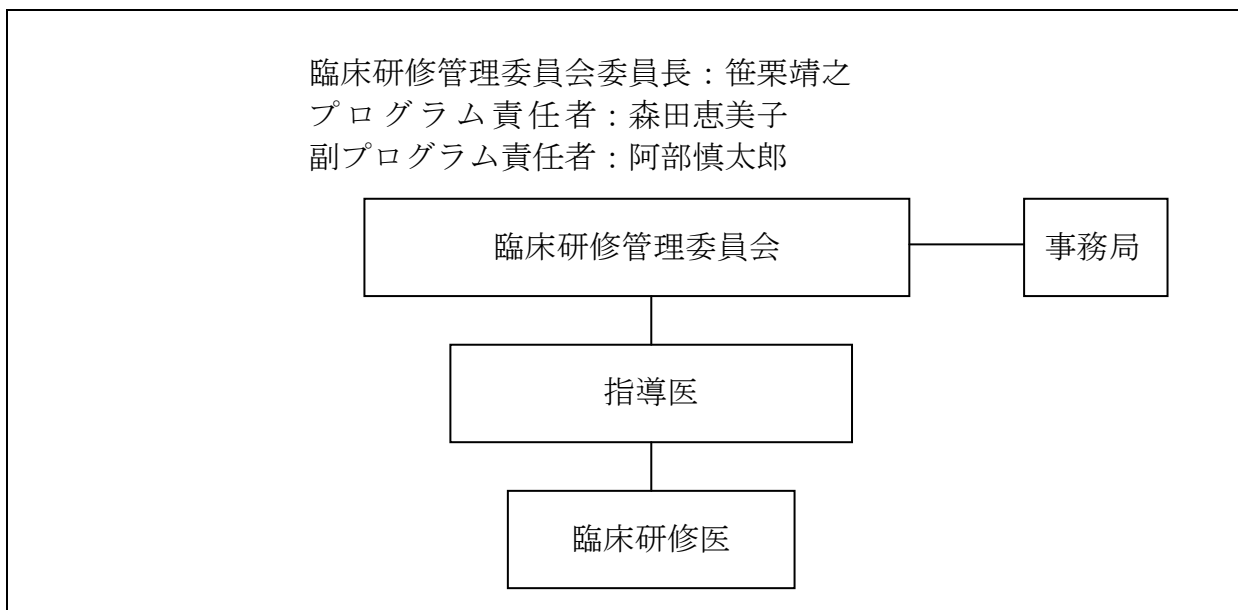 臨床研修管理委員会委員長：笹栗靖之
プログラム責任者：森田恵美子
副プログラム責任者：阿部慎太郎
臨床研修管理委員会
事務局
指導医
臨床研修医